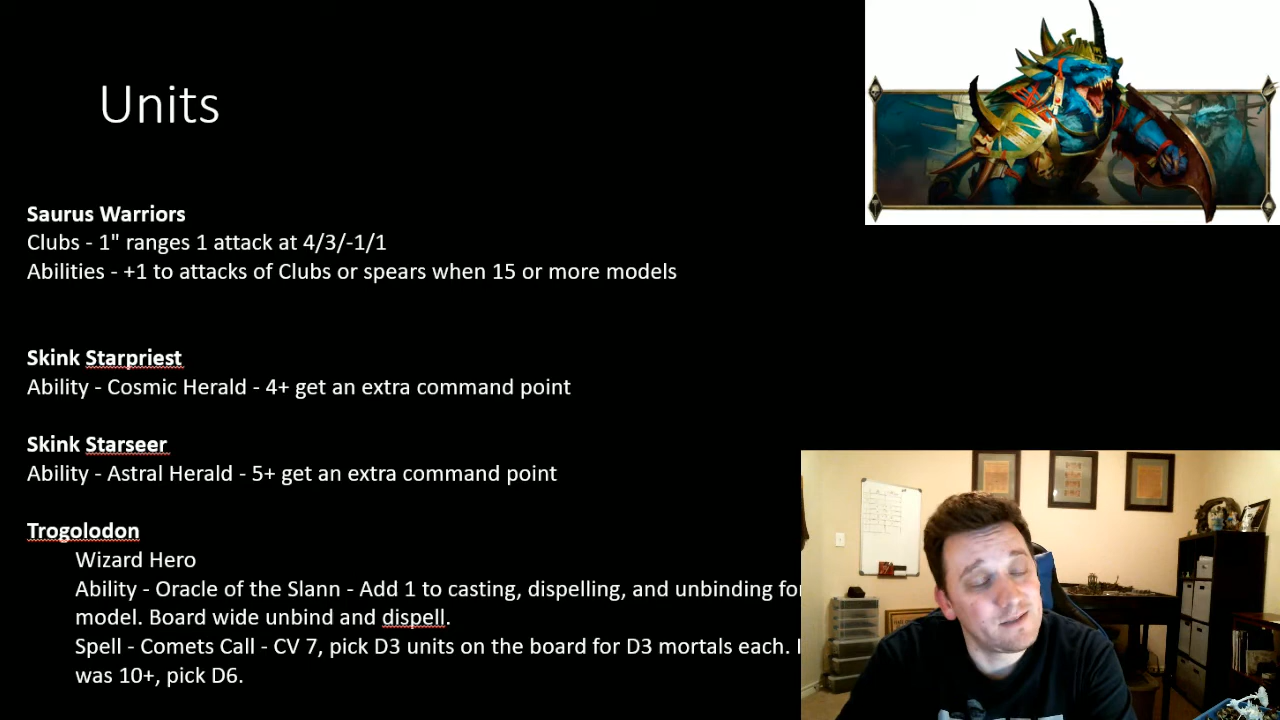 Units
Saurus Warriors
Clubs - 1" ranges 1 attack at 4/3/-1/1
Abilities - +1 to attacks of Clubs or spears when 15 or more models
Skink Starpriest
Ability - Cosmic Herald - 4+ get an extra command point
Skink Starseer
Ability - Astral Herald - 5+ get an extra command point
Trogolodon
Wizard Hero
Ability - Oracle of the Slann - Add 1 to casting, dispelling, and unbinding
model. Board wide unbind and dispell.
Spell - Comets Call - CV 7, pick D3 units on the board for D3 mortals each.
was 10+, pick D6.